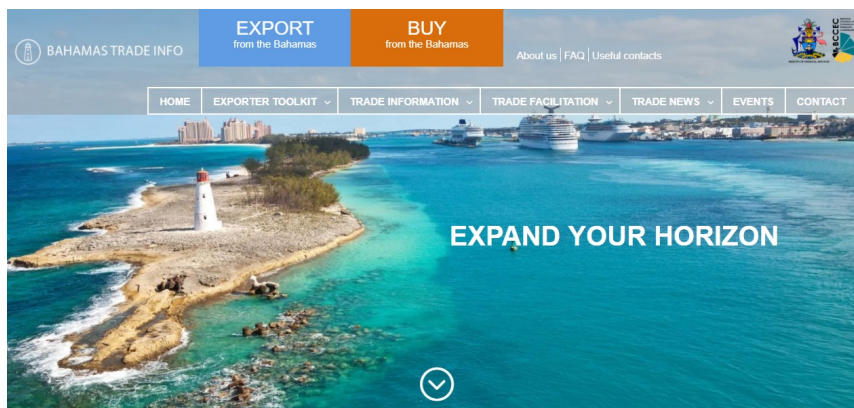 BAHAMAS TRADE INFO
EXPORT
from the Bahamas
BUY
from the Bahamas
About us | FAQ | Useful contacts
BCCEC
HOME
EXPORTER TOOLKIT
TRADE INFORMATION
TRADE FACILITATION
TRADE NEWS
EVENTS
CONTACT
EXPAND YOUR HORIZON